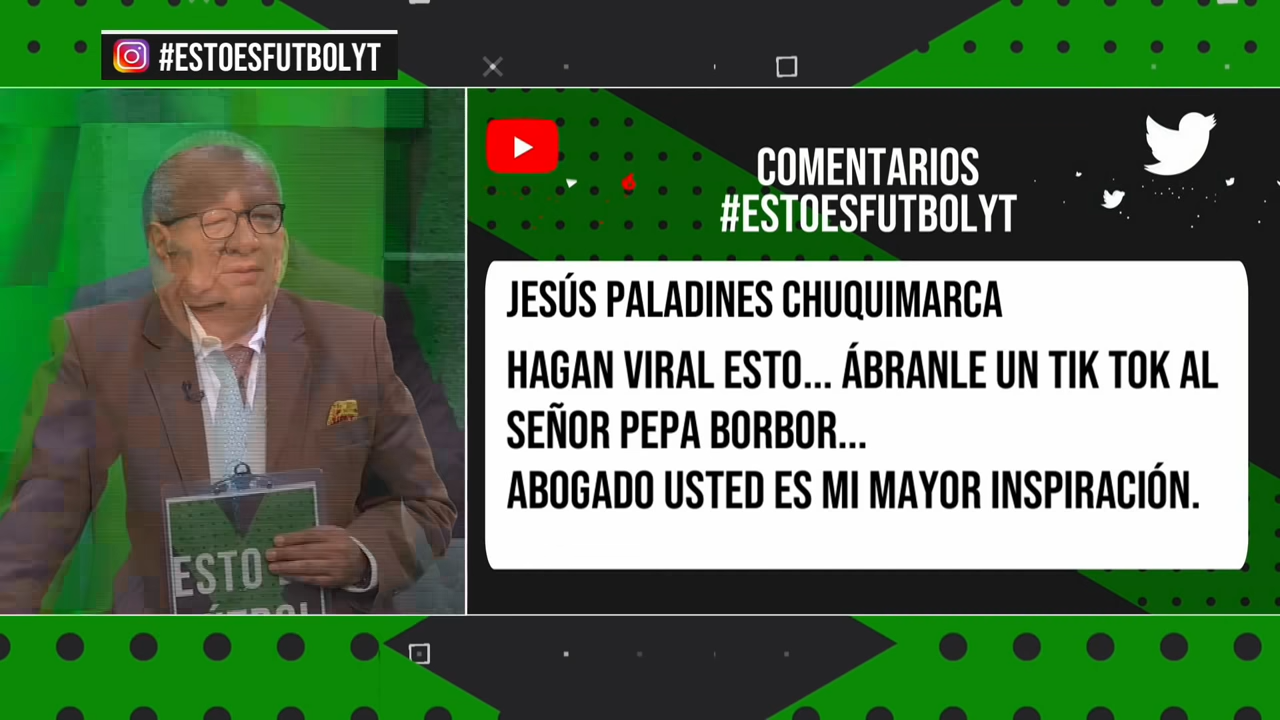 #ESTOESFUTBOLYT
COMENTARIOS
#ESTOESFUTBOLYT
JESÚS PALADINES CHUQUIMARCA
HAGAN VIRAL ESTO... ÁBRANLE UN TIK TOK AL
SEÑOR PEPA BORBOR...
ABOGADO USTED ES MI MAYOR INSPIRACIÓN.
ESTO